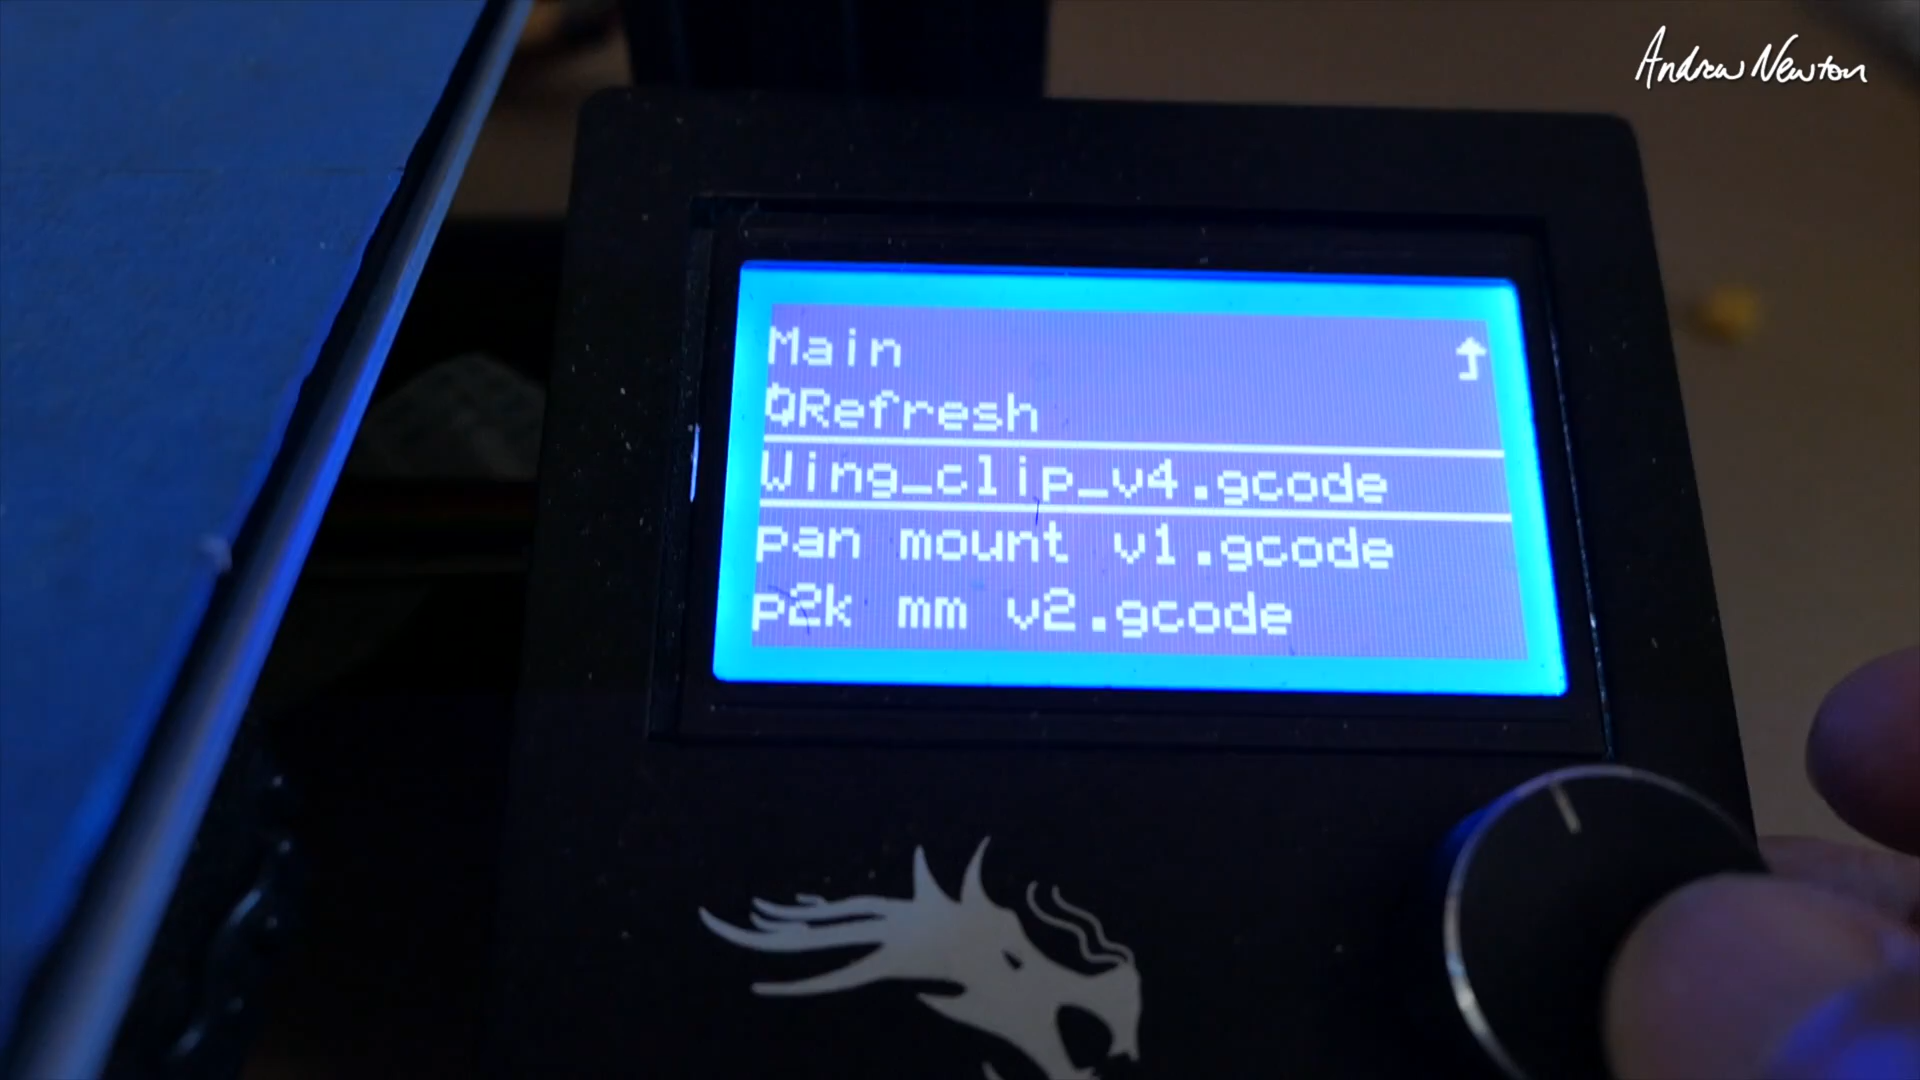 Andrew Newton
Main
Refresh
Wing_clip_v4.gcode
pan mount v1.gcode
p2k mm v2.gcode